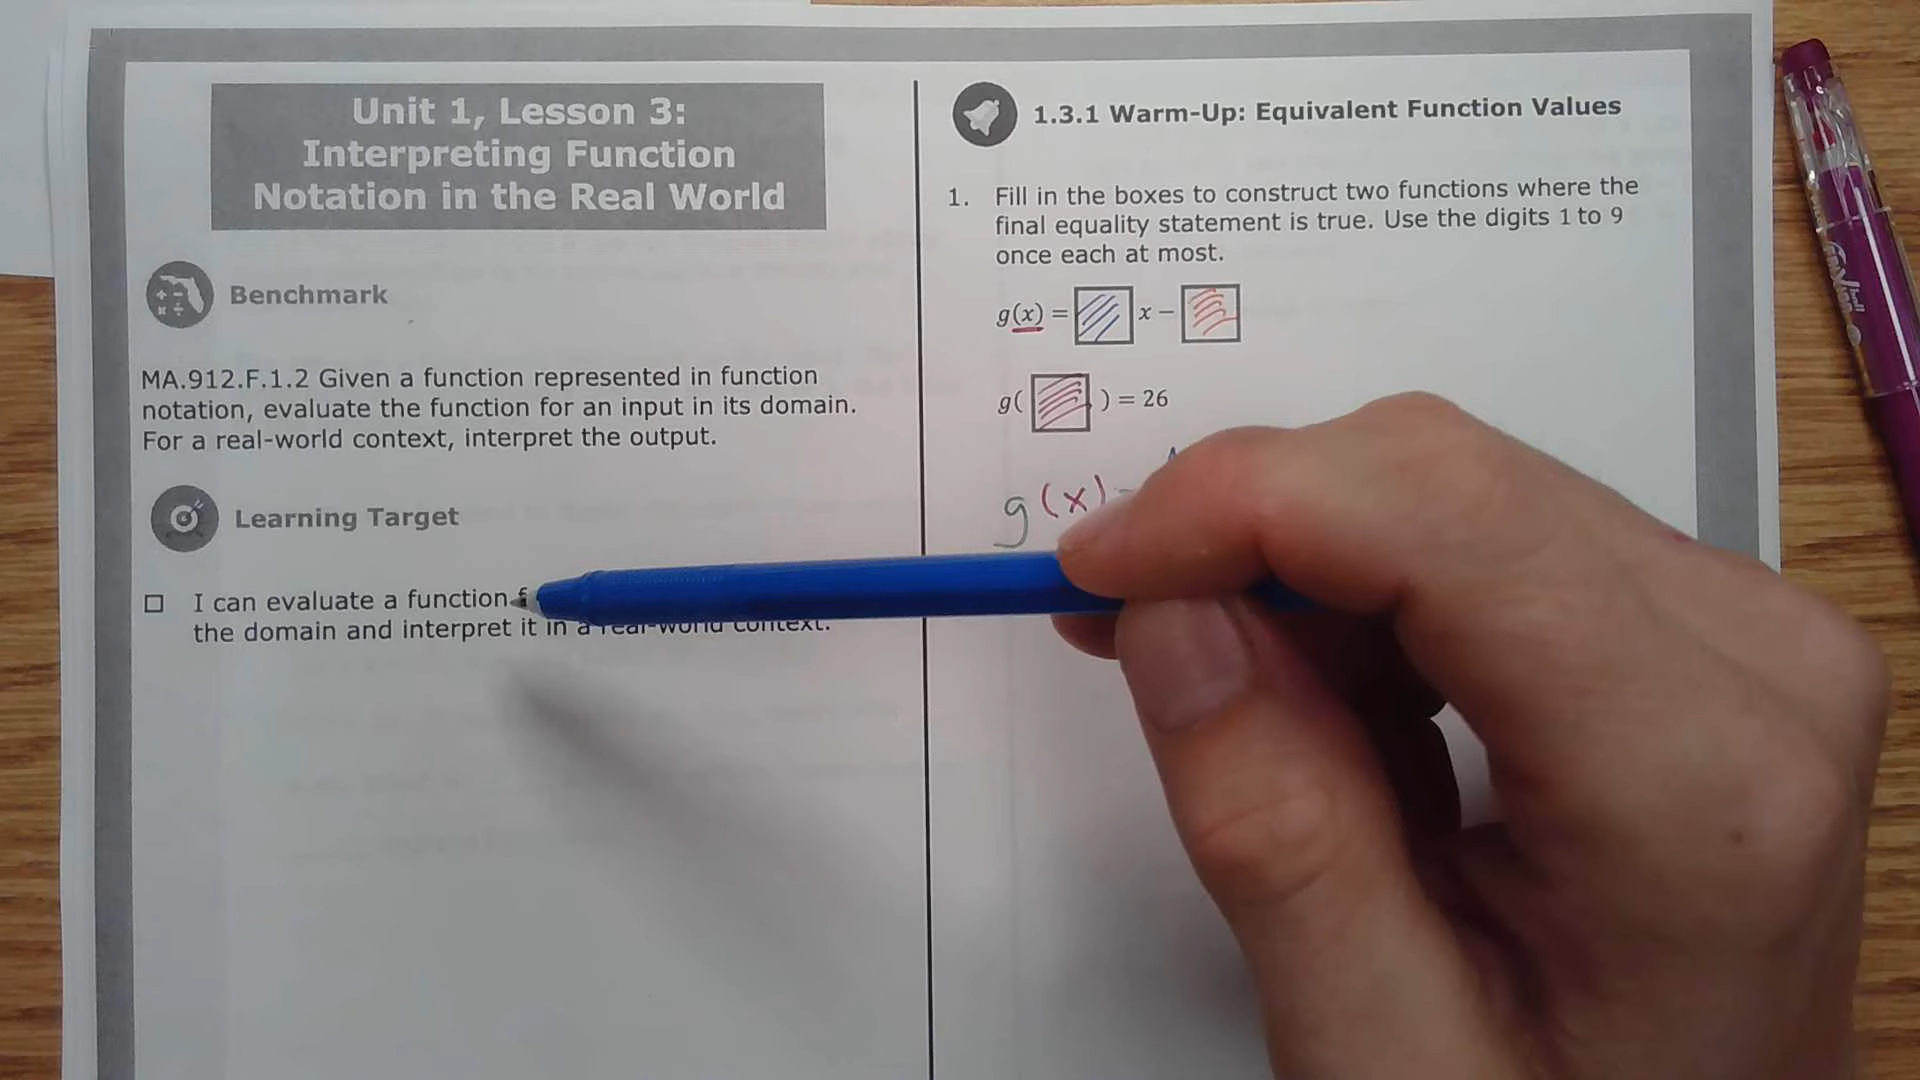 Unit 1, Lesson 3:
Interpreting Function
Notation in the Real World
Benchmark
MA.912.F.1.2 Given a function represented in function
notation, evaluate the function for an input in its domain.
For a real-world context, interpret the output.
Learning Target
I can evaluate a function
the domain and interpret it in a real-world context.
1.3.1 Warm-Up: Equivalent Function Values
1. Fill in the boxes to construct two functions where the
final equality statement is true. Use the digits 1 to 9
once each at most.
g(x) = x −
g( ) = 26
g(x)